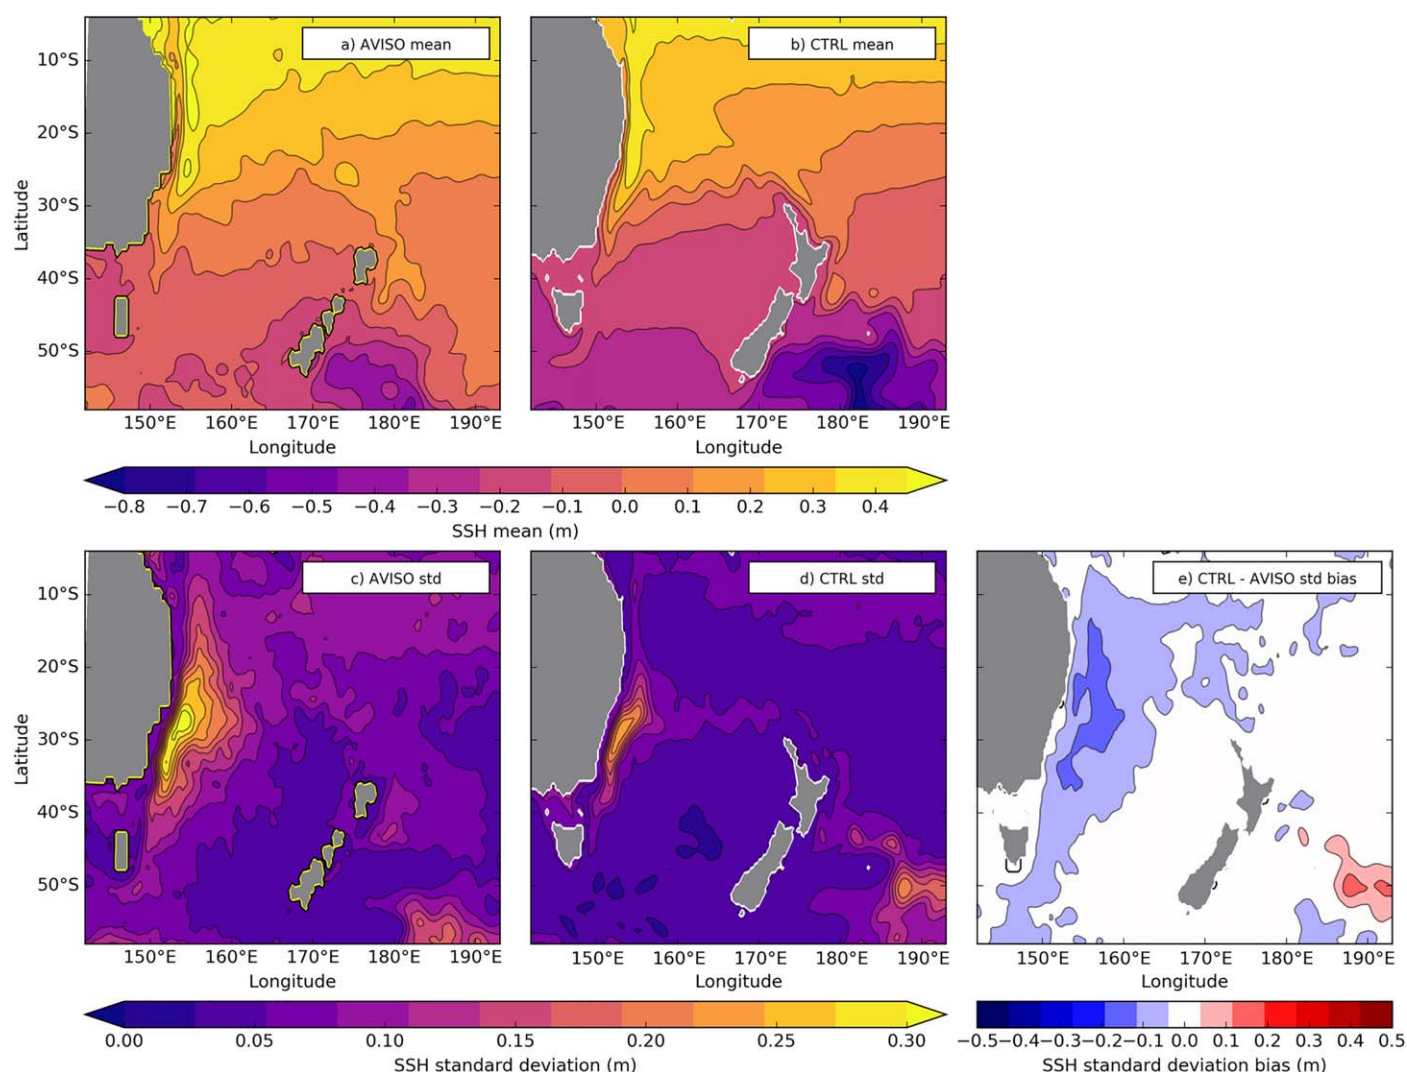 a) AVISO mean
b) CTRL mean
10°S
20°S
30°S
40°S
50°S
Latitude
150°E 160°E 170°E 180°E 190°E
150°E 160°E 170°E 180°E 190°E
Longitude
Longitude
−0.8 −0.7 −0.6 −0.5 −0.4 −0.3 −0.2 −0.1 0.0 0.1 0.2 0.3 0.4
SSH mean (m)
c) AVISO std
d) CTRL std
e) CTRL - AVISO std bias
10°S
20°S
30°S
40°S
50°S
Latitude
150°E 160°E 170°E 180°E 190°E
150°E 160°E 170°E 180°E 190°E
150°E 160°E 170°E 180°E 190°E
Longitude
Longitude
Longitude
0.00 0.05 0.10 0.15 0.20 0.25 0.30
SSH standard deviation (m)
−0.5 −0.4 −0.3 −0.2 −0.1 0.0 0.1 0.2 0.3 0.4 0.5
SSH standard deviation bias (m)